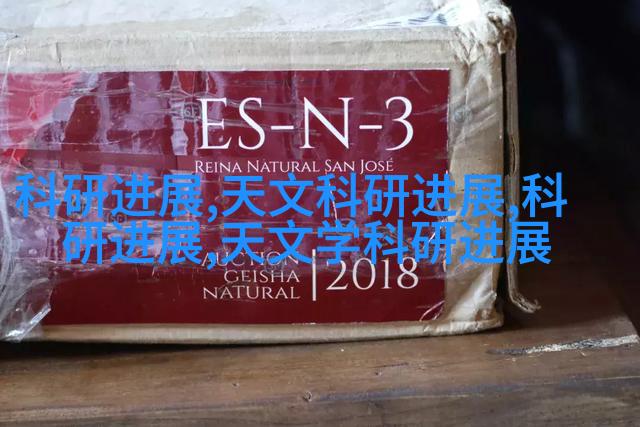 ES-N-3
REINA NATURAL SAN JOSÉ
科研进展,天文科研进展,科
研进展,天文学科研进展
AUCTION
GEISHA
NATURAL
2018